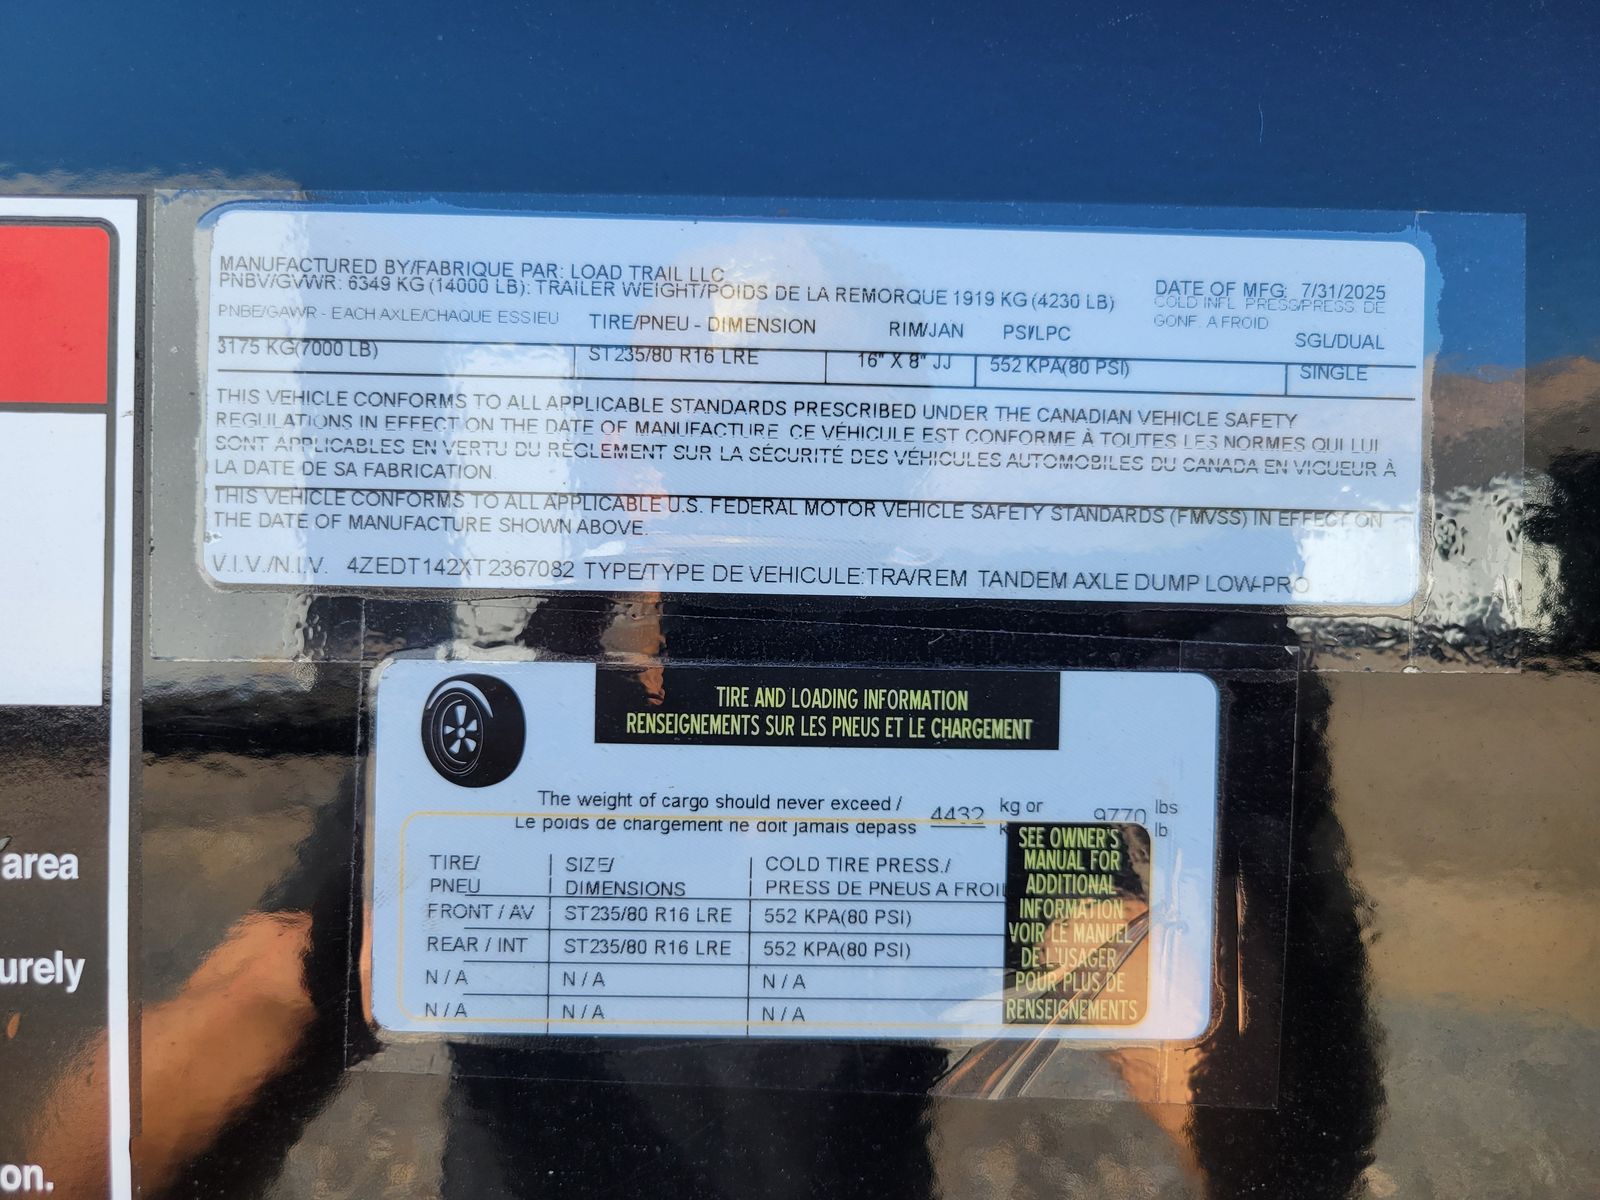 MANUFACTURED BY/FABRIQUE PAR: LOAD TRAIL LLC
PNBV/GVWR: 6349 KG (14000 LB): TRAILER WEIGHT/POIDS DE LA REMORQUE 1919 KG (4230 LB)
DATE OF MFG: 7/31/2025
COLD INFL. PRESS/PRESS. DE
GONF. A FROID
PNBE/GAWR - EACH AXLE/CHAQUE ESSIEU TIRE/PNEU - DIMENSION RIM/JAN PSI/LPC SGL/DUAL
3175 KG(7000 LB) ST235/80 R16 LRE 16" X 8" JJ 552 KPA(80 PSI) SINGLE
THIS VEHICLE CONFORMS TO ALL APPLICABLE STANDARDS PRESCRIBED UNDER THE CANADIAN VEHICLE SAFETY
REGULATIONS IN EFFECT ON THE DATE OF MANUFACTURE. CE VÉHICULE EST CONFORME À TOUTES LES NORMES QUI LUI
SONT APPLICABLES EN VERTU DU REGLEMENT SUR LA SÉCURITÉ DES VÉHICULES AUTOMOBILES DU CANADA EN VIGUEUR À
LA DATE DE SA FABRICATION.
THIS VEHICLE CONFORMS TO ALL APPLICABLE U.S. FEDERAL MOTOR VEHICLE SAFETY STANDARDS (FMVSS) IN EFFECT ON
THE DATE OF MANUFACTURE SHOWN ABOVE.
V.I.V./N.I.V. 4ZEDT142XT2367082 TYPE/TYPE DE VEHICULE:TRA/REM TANDEM AXLE DUMP LOW-PRO
TIRE AND LOADING INFORMATION
RENSEIGNEMENTS SUR LES PNEUS ET LE CHARGEMENT
The weight of cargo should never exceed / 4432 kg or 9770 lbs
Le poids de chargement ne doit jamais depass lb
TIRE/ SIZE/ COLD TIRE PRESS./
PNEU DIMENSIONS PRESS DE PNEUS A FROI
FRONT / AV ST235/80 R16 LRE 552 KPA(80 PSI)
REAR / INT ST235/80 R16 LRE 552 KPA(80 PSI)
N / A N / A N / A
N / A N / A N / A
SEE OWNER'S
MANUAL FOR
ADDITIONAL
INFORMATION
VOIR LE MANUEL
DE L'USAGER
POUR PLUS DE
RENSEIGNEMENTS
area
urely
on.